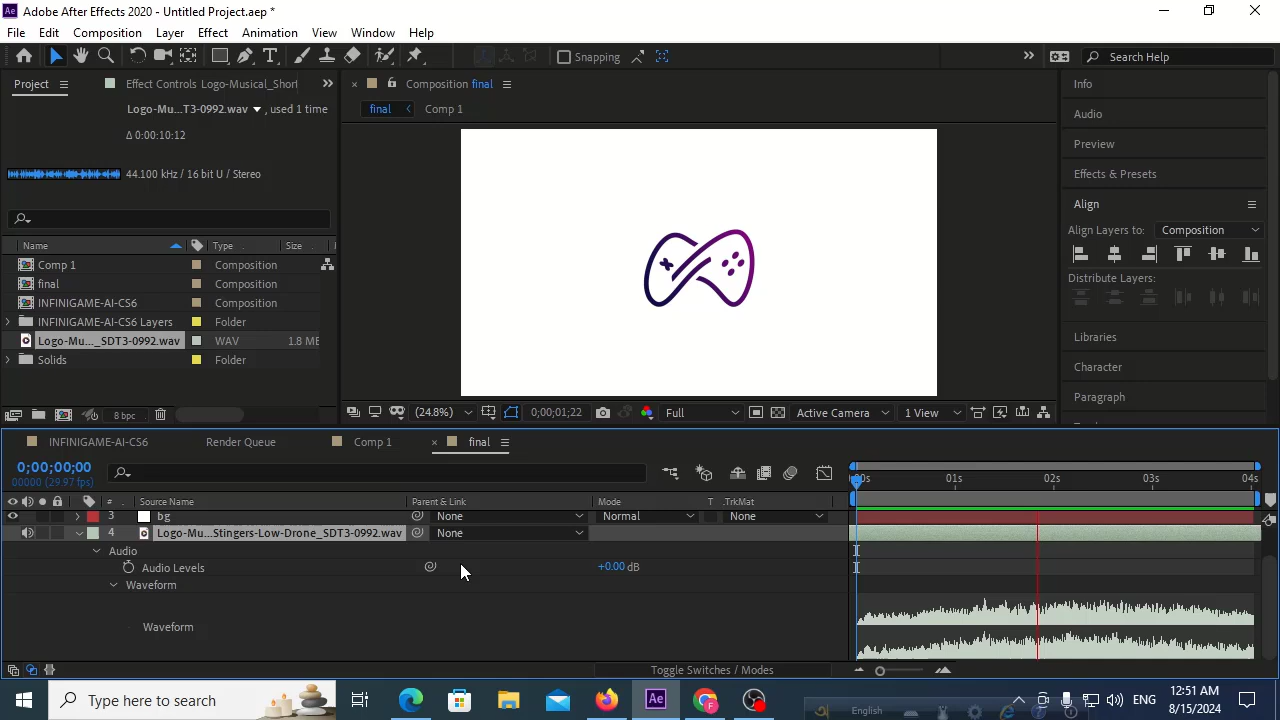 Adobe After Effects 2020 - Untitled Project.aep *
File Edit Composition Layer Effect Animation View Window Help
Snapping
Search Help
Project
Effect Controls Logo-Musical_Short
Logo-Mu...T3-0992.wav , used 1 time
Δ 0:00:10:12
44.100 kHz / 16 bit U / Stereo
Name Type Size
Comp 1 Composition
final Composition
INFINIGAME-AI-CS6 Composition
INFINIGAME-AI-CS6 Layers Folder
Logo-Mu..._SDT3-0992.wav WAV 1.8 ME
Solids Folder
8 bpc
Composition final
final Comp 1
(24.8%) 0;00;01;22 Full Active Camera 1 View
Info
Audio
Preview
Effects & Presets
Align
Align Layers to: Composition
Distribute Layers:
Libraries
Character
Paragraph
INFINIGAME-AI-CS6 Render Queue Comp 1 final
0;00;00;00
00000 (29.97 fps)
# Source Name Parent & Link Mode T .TrkMat
00s 01s 02s 03s 04s
3 bg None Normal None
4 Logo-Mu...Stingers-Low-Drone_SDT3-0992.wav None
Audio
Audio Levels +0.00 dB
Waveform
Waveform
Toggle Switches / Modes
Type here to search
Ae
F
ENG
12:51 AM
8/15/2024
English